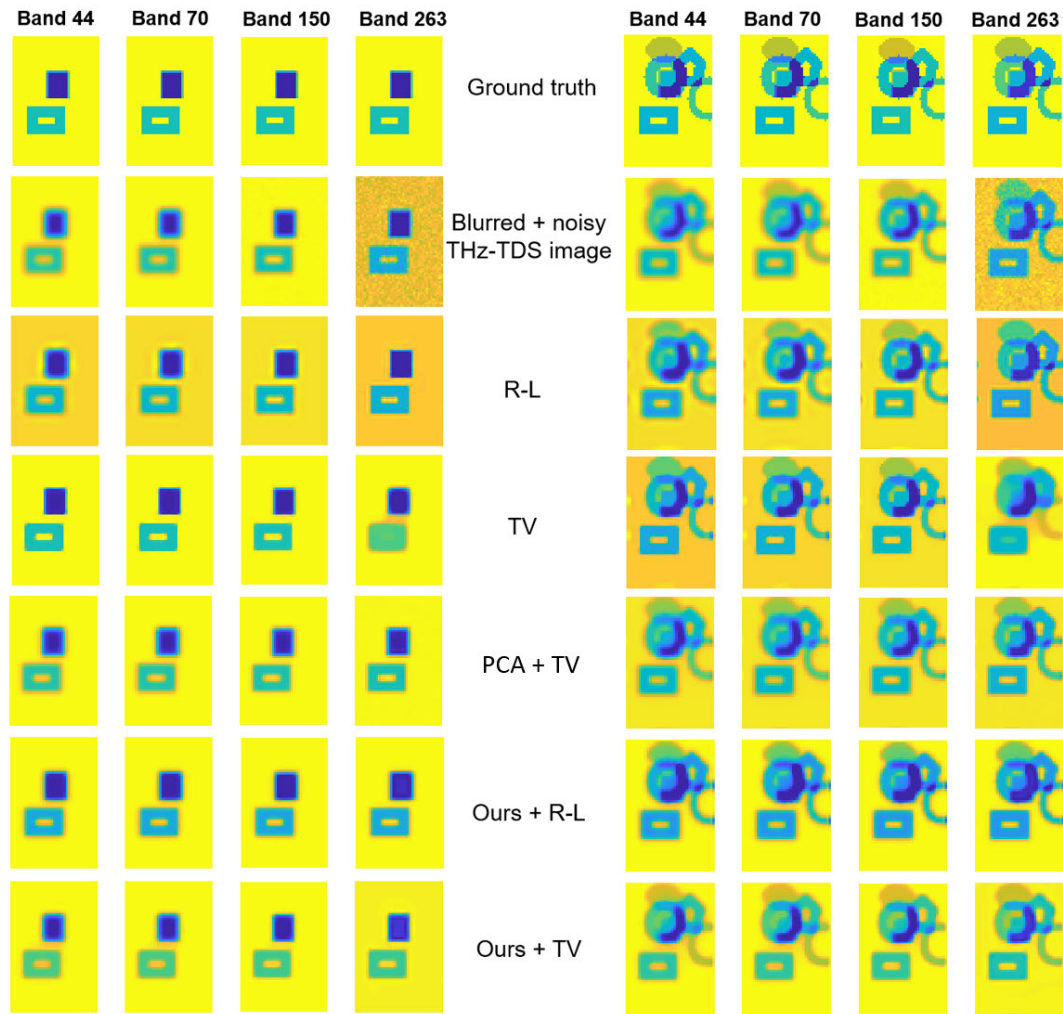 Band 44 Band 70 Band 150 Band 263 Band 44 Band 70 Band 150 Band 263
Ground truth
Blurred + noisy
THz-TDS image
R-L
TV
PCA + TV
Ours + R-L
Ours + TV